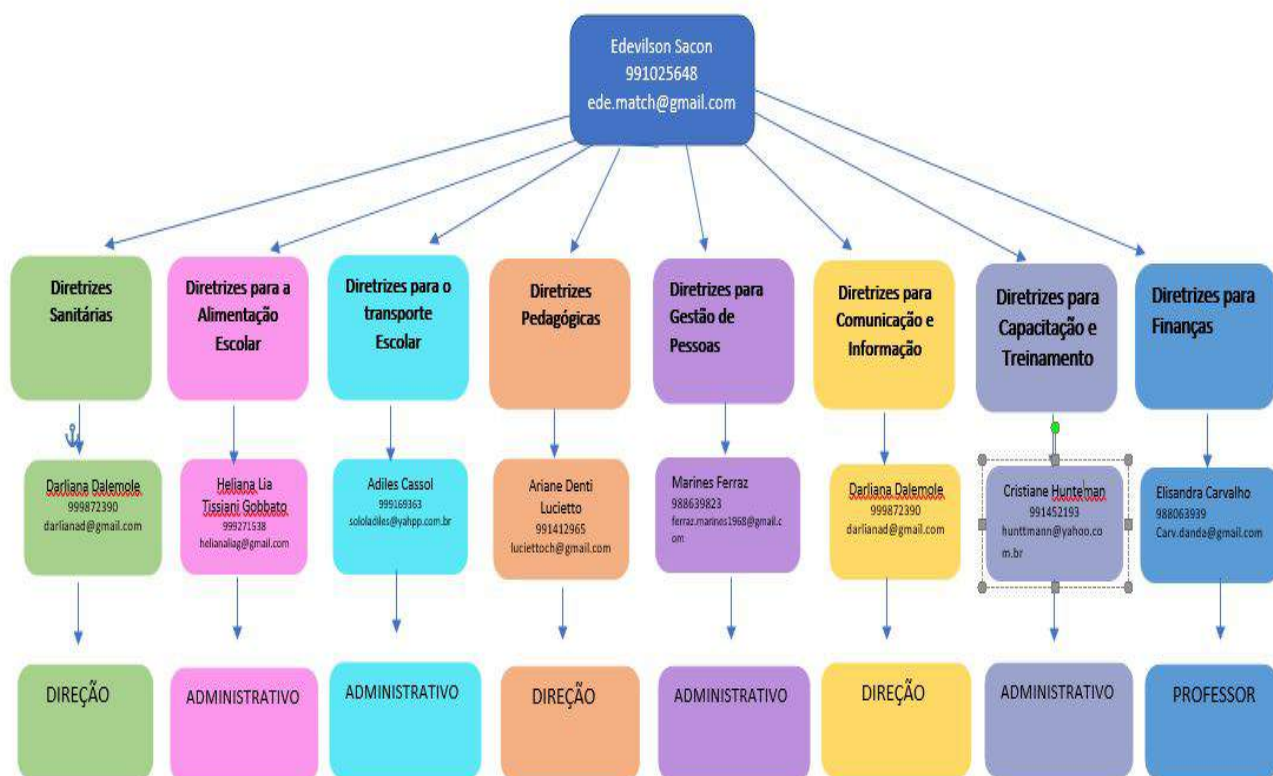 Edevilson Sacon
991025648
ede.match@gmail.com
Diretrizes
Sanitárias
Diretrizes para a
Alimentação
Escolar
Diretrizes para o
transporte
Escolar
Diretrizes
Pedagógicas
Diretrizes para
Gestão de
Pessoas
Diretrizes para
Comunicação e
Informação
Diretrizes para
Capacitação e
Treinamento
Diretrizes para
Finanças
Darliana Dalemole
999872390
darlianad@gmail.com
Heliana Lia
Tissiani Gobbato
999271538
helianaliag@gmail.com
Adiles Cassol
999169363
sololadiles@yahpp.com.br
Ariane Denti
Lucietto
991412965
luciettoch@gmail.com
Marines Ferraz
988639823
ferraz.marines1968@gmail.c
om
Darliana Dalemole
999872390
darlianad@gmail.com
Cristiane Hunteman
991452193
hunttmann@yahoo.co
m.br
Elisandra Carvalho
988063939
Carv.danda@gmail.com
DIREÇÃO
ADMINISTRATIVO
ADMINISTRATIVO
DIREÇÃO
ADMINISTRATIVO
DIREÇÃO
ADMINISTRATIVO
PROFESSOR